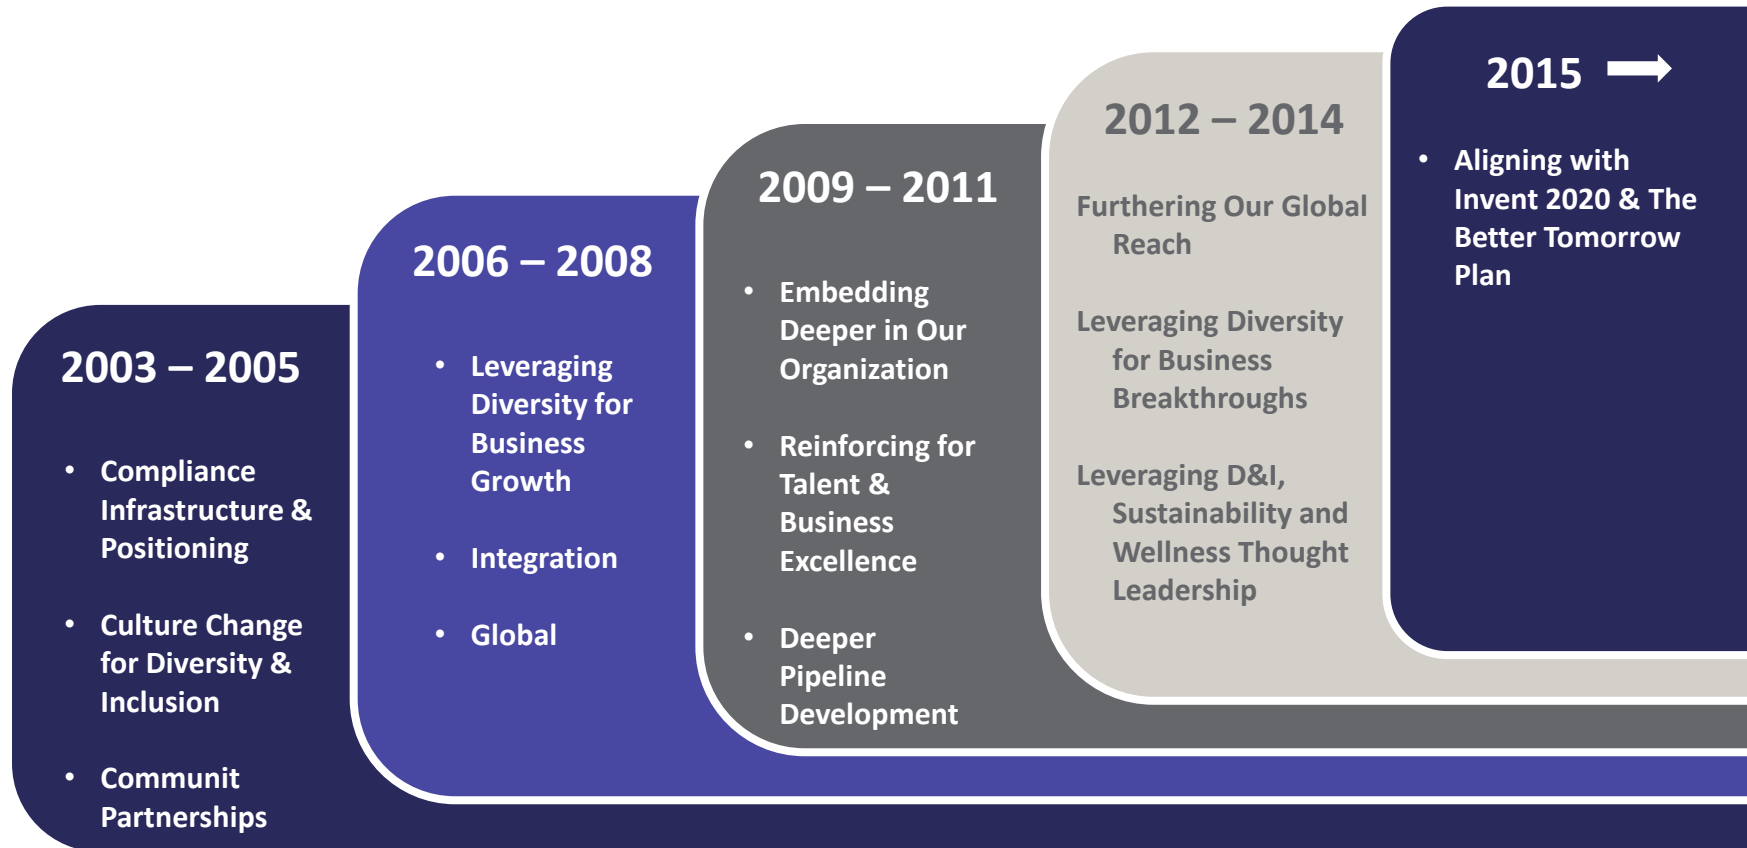 2003 – 2005
• Compliance
Infrastructure &
Positioning
• Culture Change
for Diversity &
Inclusion
• Communit
Partnerships
2006 – 2008
• Leveraging
Diversity for
Business
Growth
• Integration
• Global
2009 – 2011
• Embedding
Deeper in Our
Organization
• Reinforcing for
Talent &
Business
Excellence
• Deeper
Pipeline
Development
2012 – 2014
Furthering Our Global
Reach
Leveraging Diversity
for Business
Breakthroughs
Leveraging D&I,
Sustainability and
Wellness Thought
Leadership
2015
• Aligning with
Invent 2020 & The
Better Tomorrow
Plan